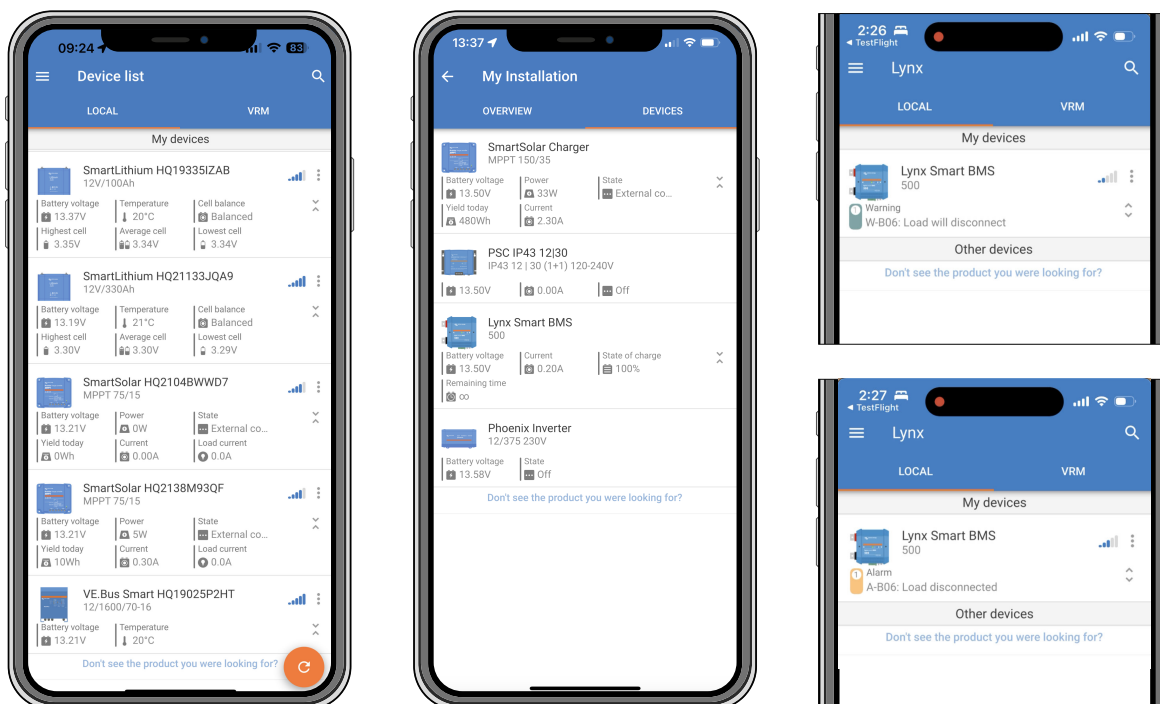 09:24
83
Device list
LOCAL VRM
My devices
SmartLithium HQ19335IZAB
12V/100Ah
Battery voltage Temperature Cell balance
13.37V 20°C Balanced
Highest cell Average cell Lowest cell
3.35V 3.34V 3.34V
SmartLithium HQ21133JQA9
12V/330Ah
Battery voltage Temperature Cell balance
13.19V 21°C Balanced
Highest cell Average cell Lowest cell
3.30V 3.30V 3.29V
SmartSolar HQ2104BWWD7
MPPT 75/15
Battery voltage Power State
13.21V 0W External co...
Yield today Current Load current
0Wh 0.00A 0.0A
SmartSolar HQ2138M93QF
MPPT 75/15
Battery voltage Power State
13.21V 5W External co...
Yield today Current Load current
10Wh 0.30A 0.0A
VE.Bus Smart HQ19025P2HT
12/1600/70-16
Battery voltage Temperature
13.21V 20°C
Don't see the product you were looking for?
13:37
My Installation
OVERVIEW DEVICES
SmartSolar Charger
MPPT 150/35
Battery voltage Power State
13.50V 33W External co...
Yield today Current
480Wh 2.30A
PSC IP43 12|30
IP43 12 | 30 (1+1) 120-240V
13.50V 0.00A Off
Lynx Smart BMS
500
Battery voltage Current State of charge
13.50V 0.20A 100%
Remaining time
∞
Phoenix Inverter
12/375 230V
Battery voltage State
13.58V Off
Don't see the product you were looking for?
2:26
◀ TestFlight
Lynx
LOCAL VRM
My devices
Lynx Smart BMS
500
1 Warning
W-B06: Load will disconnect
Other devices
Don't see the product you were looking for?
2:27
◀ TestFlight
Lynx
LOCAL VRM
My devices
Lynx Smart BMS
500
1 Alarm
A-B06: Load disconnected
Other devices
Don't see the product you were looking for?